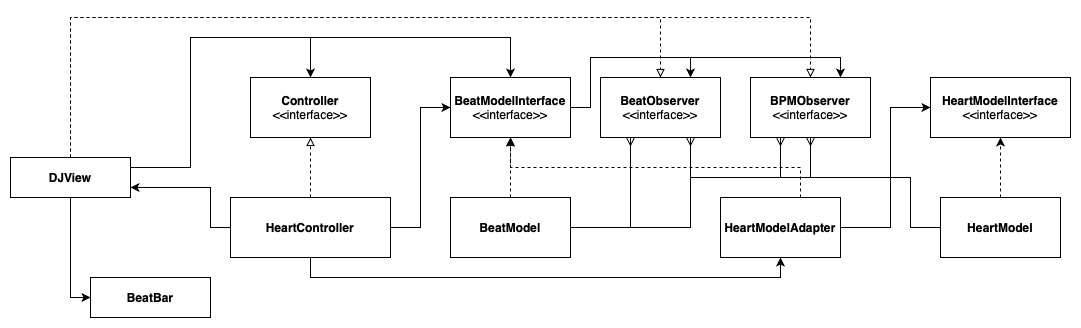 Controller
<<interface>>
BeatModelInterface
<<interface>>
BeatObserver
<<interface>>
BPMObserver
<<interface>>
HeartModelInterface
<<interface>>
DJView
HeartController
BeatModel
HeartModelAdapter
HeartModel
BeatBar